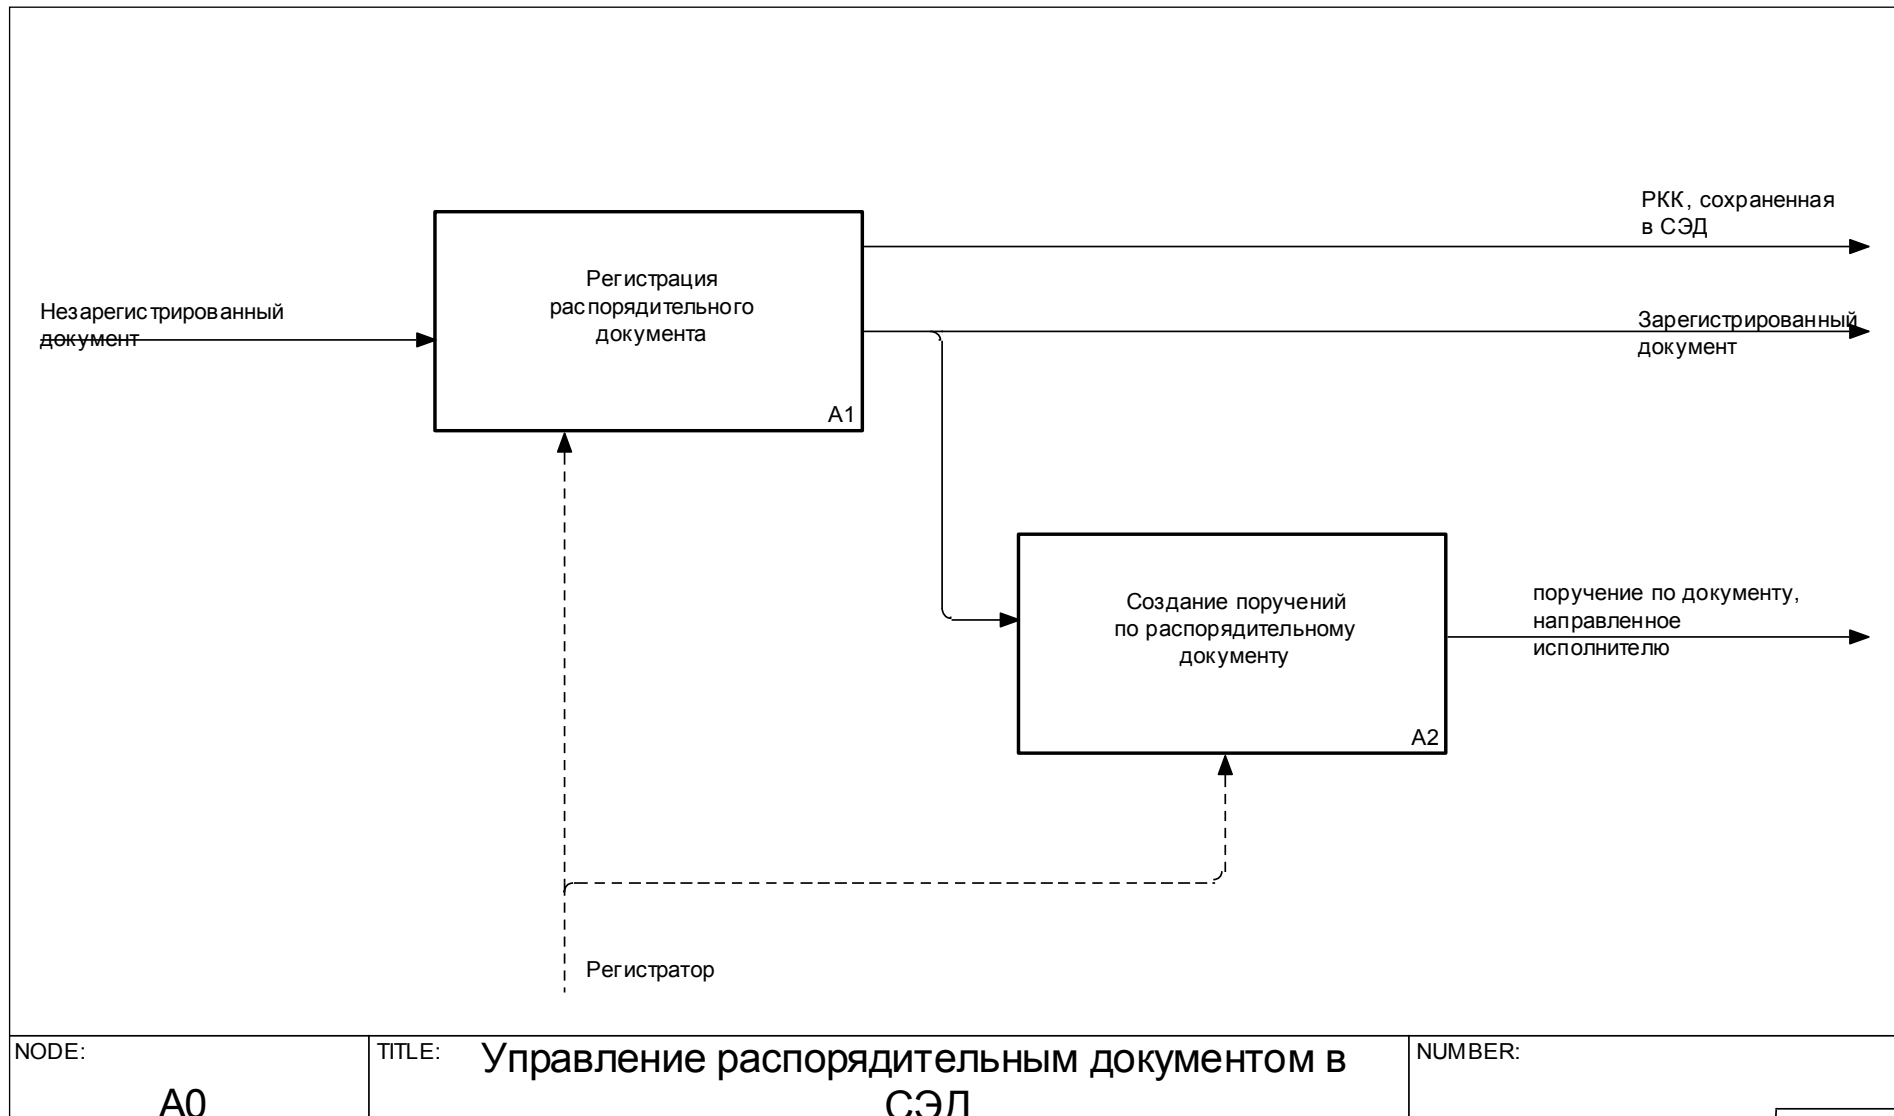 РКК, сохраненная
в СЭД
Регистрация
распорядительного
документа
A1
Незарегистрированный
документ
Зарегистрированный
документ
Создание поручений
по распорядительному
документу
A2
поручение по документу,
направленное
исполнителю
Регистратор
NODE:
A0
TITLE:
Управление распорядительным документом в
СЭД
NUMBER: